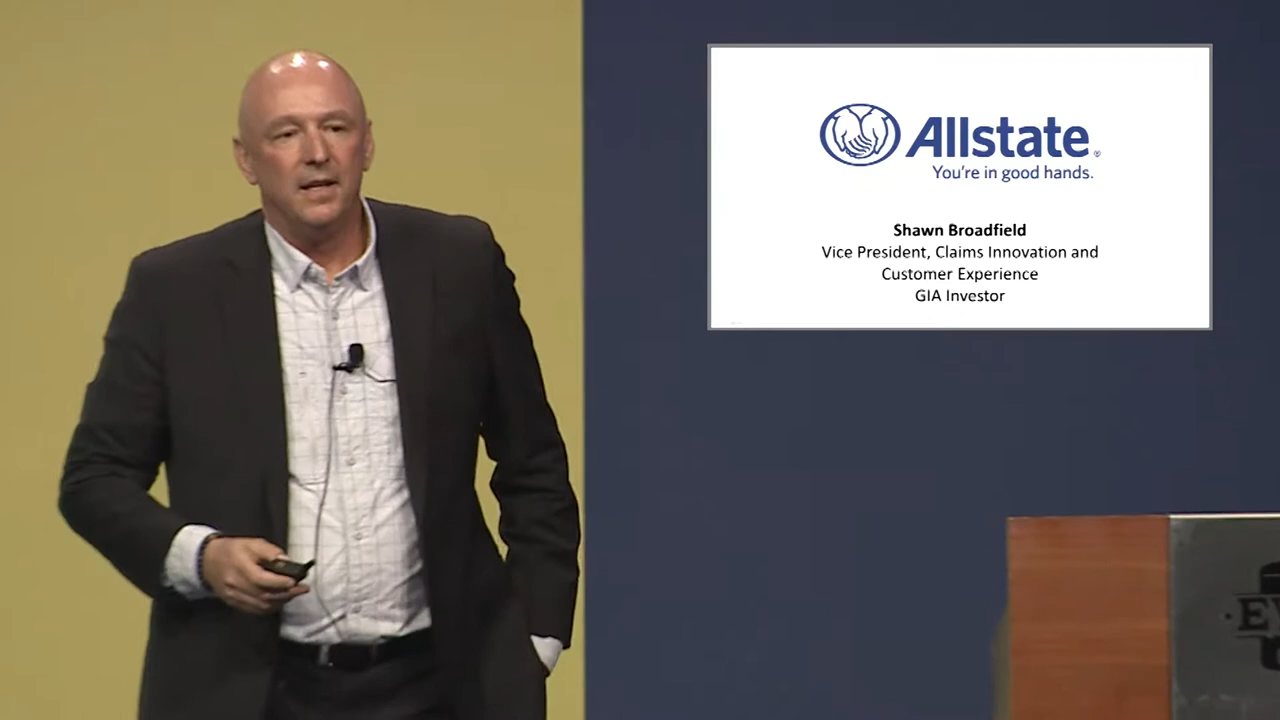 Allstate®
You're in good hands.
Shawn Broadfield
Vice President, Claims Innovation and
Customer Experience
GIA Investor